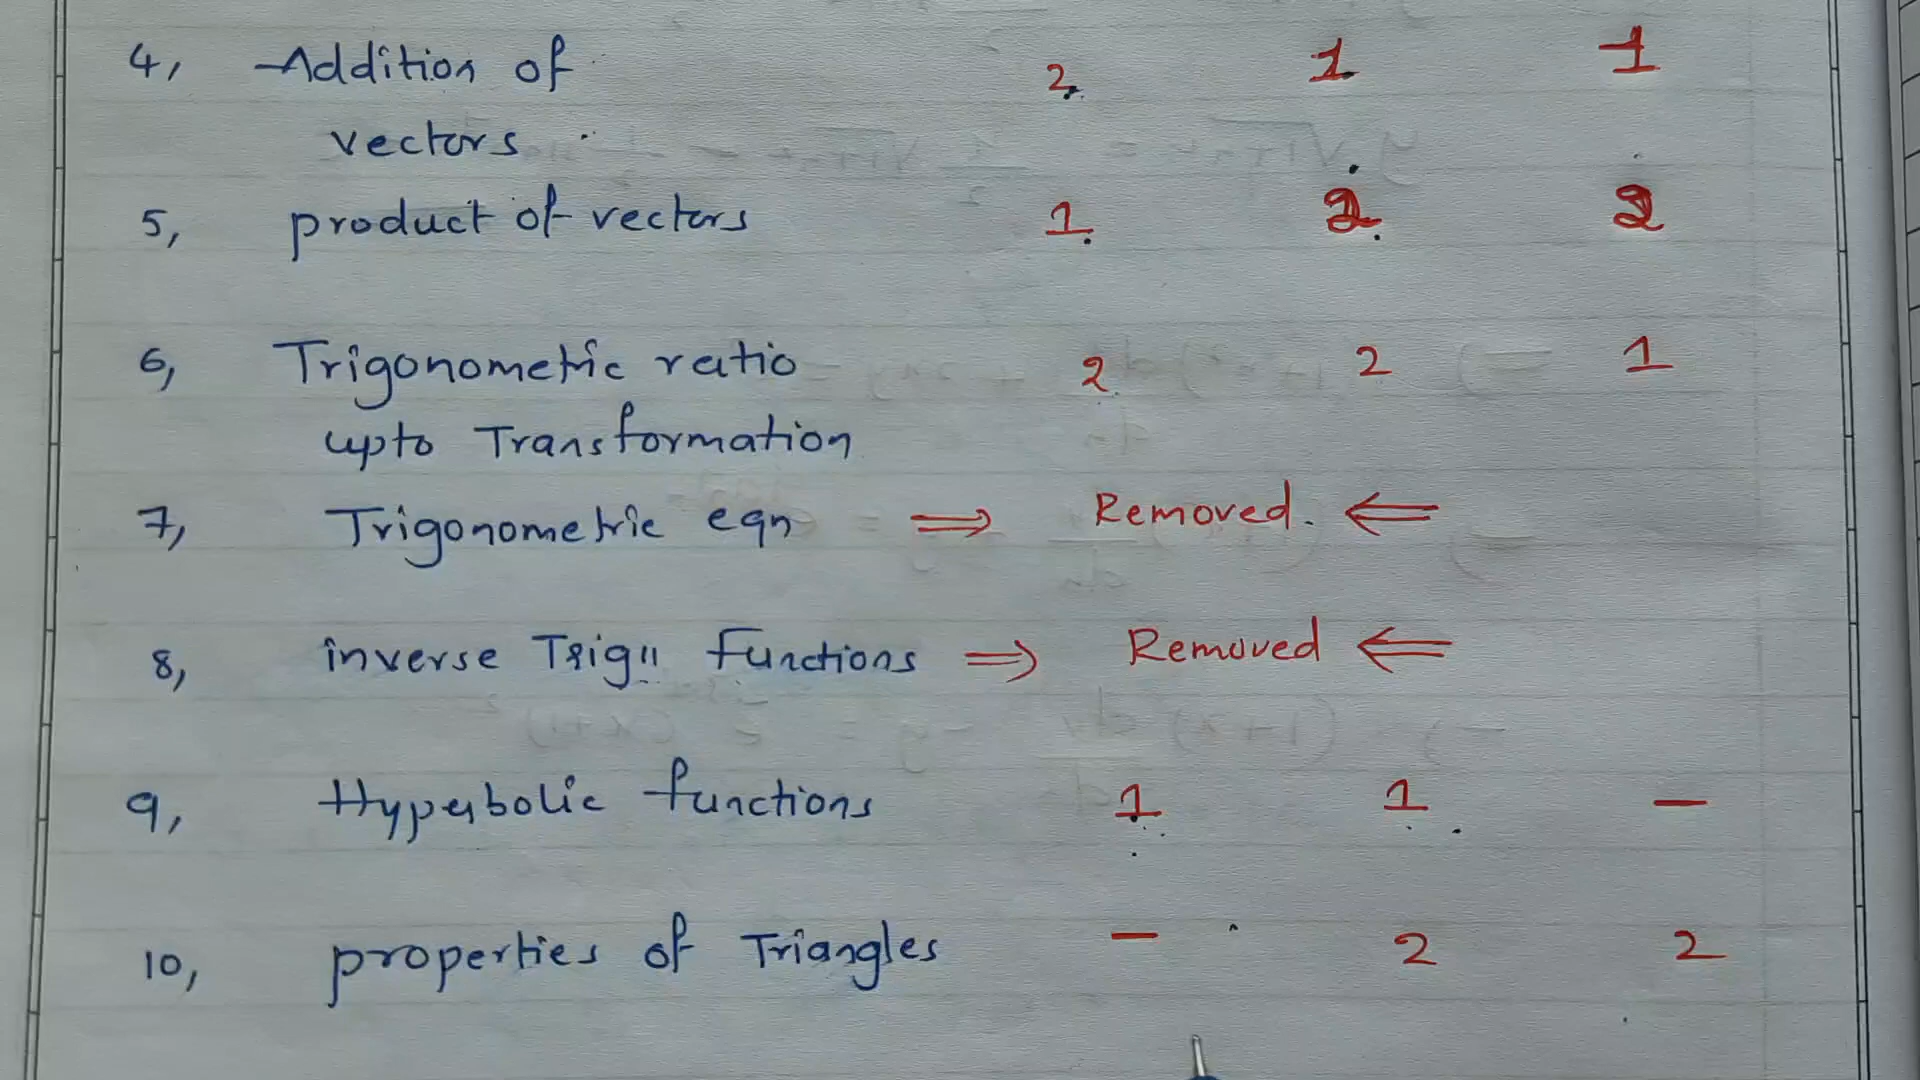 4, Addition of 2 1 1
vectors
5, product of vectors 1 2 2
6, Trigonometric ratio 2 2 1
upto Transformation
7, Trigonometric eqn ⇒ Removed. ⇐
8, inverse Trig" Functions ⇒ Removed ⇐
9, Hyperbolic functions 1 1 –
10, properties of Triangles – 2 2